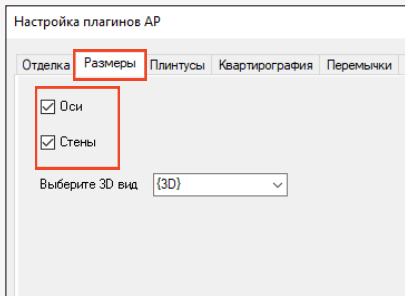 Настройка плагинов АР
Отделка Размеры Плинтусы Квартирография Перемычки
Оси
Стены
Выберите 3D вид {3D}